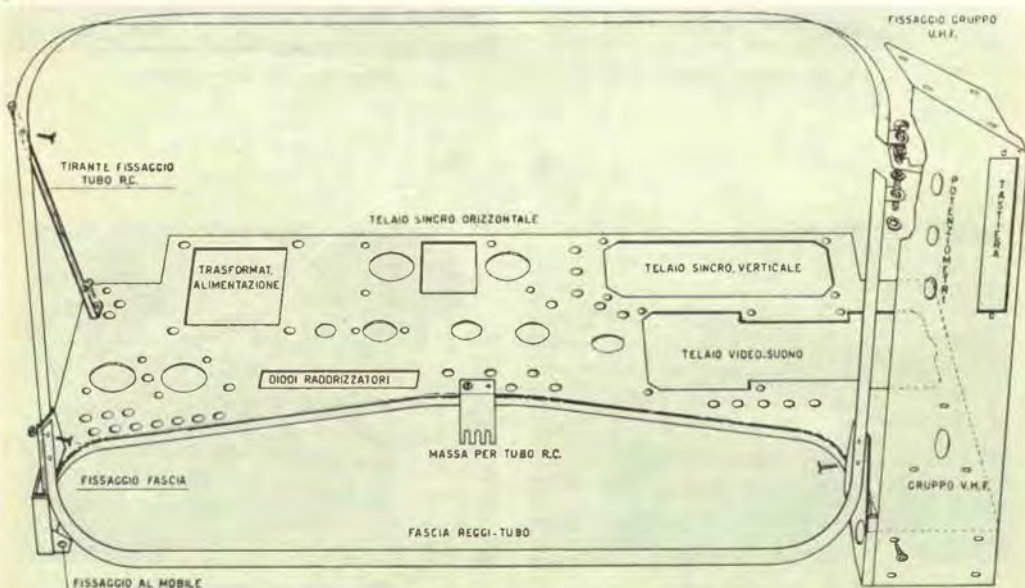 FISSAGGIO GRUPPO
U.H.F.
TIRANTE FISSAGGIO
TUBO R.C.
TELAIO SINCRO ORIZZONTALE
TRASFORMAT.
ALIMENTAZIONE
TELAIO SINCRO. VERTICALE
POTENZIOMETRI
TASTIERA
TELAIO VIDEO-SUONO
DIODI RADDRIZZATORI
MASSA PER TUBO R.C.
FISSAGGIO FASCIA
GRUPPO V.H.F.
FASCIA REGGI-TUBO
FISSAGGIO AL MOBILE